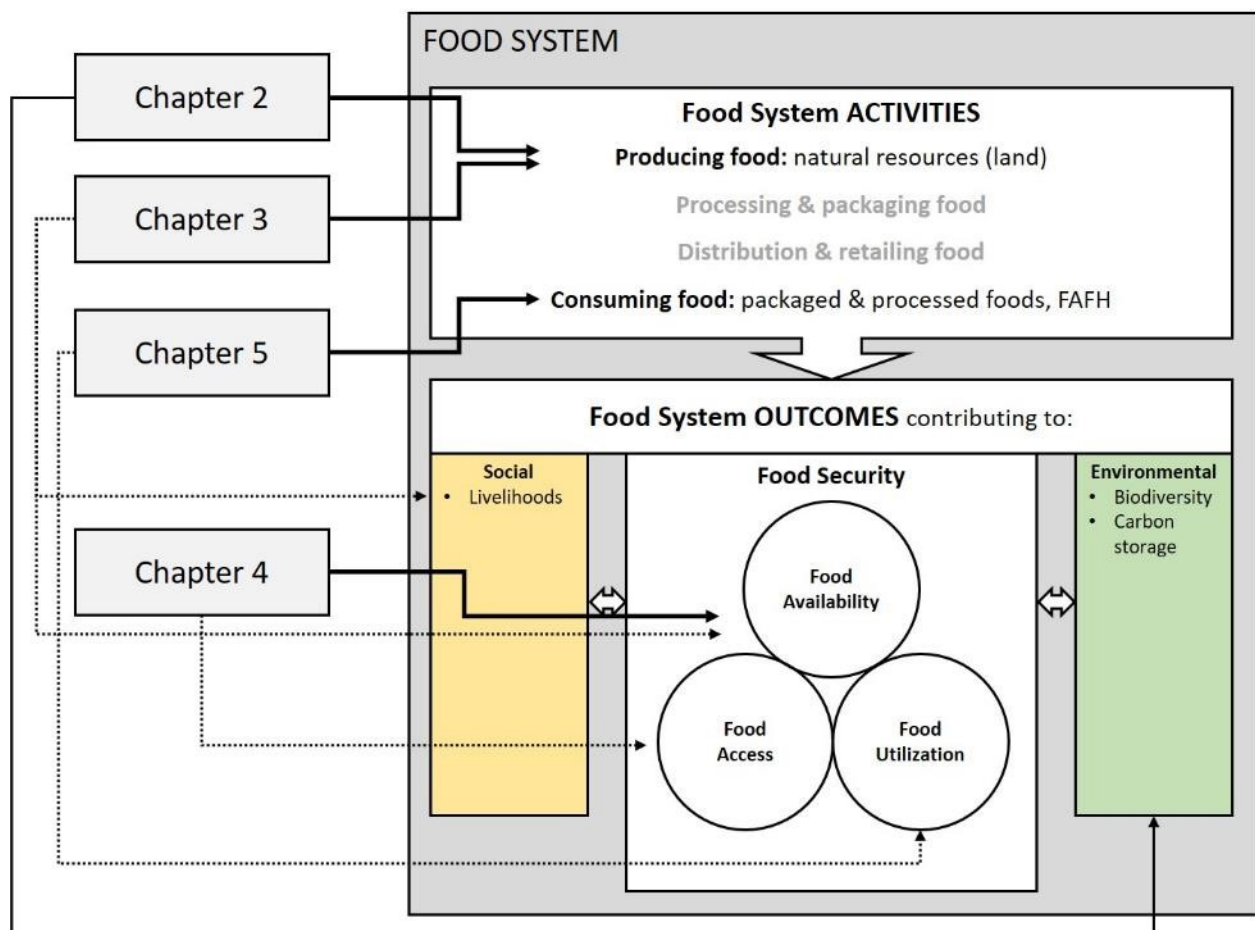 FOOD SYSTEM
Chapter 2
Chapter 3
Chapter 5
Chapter 4
Food System ACTIVITIES
Producing food: natural resources (land)
Processing & packaging food
Distribution & retailing food
Consuming food: packaged & processed foods, FAFH
Food System OUTCOMES contributing to:
Social
• Livelihoods
Food Security
Food
Availability
Food
Access
Food
Utilization
Environmental
• Biodiversity
• Carbon
storage